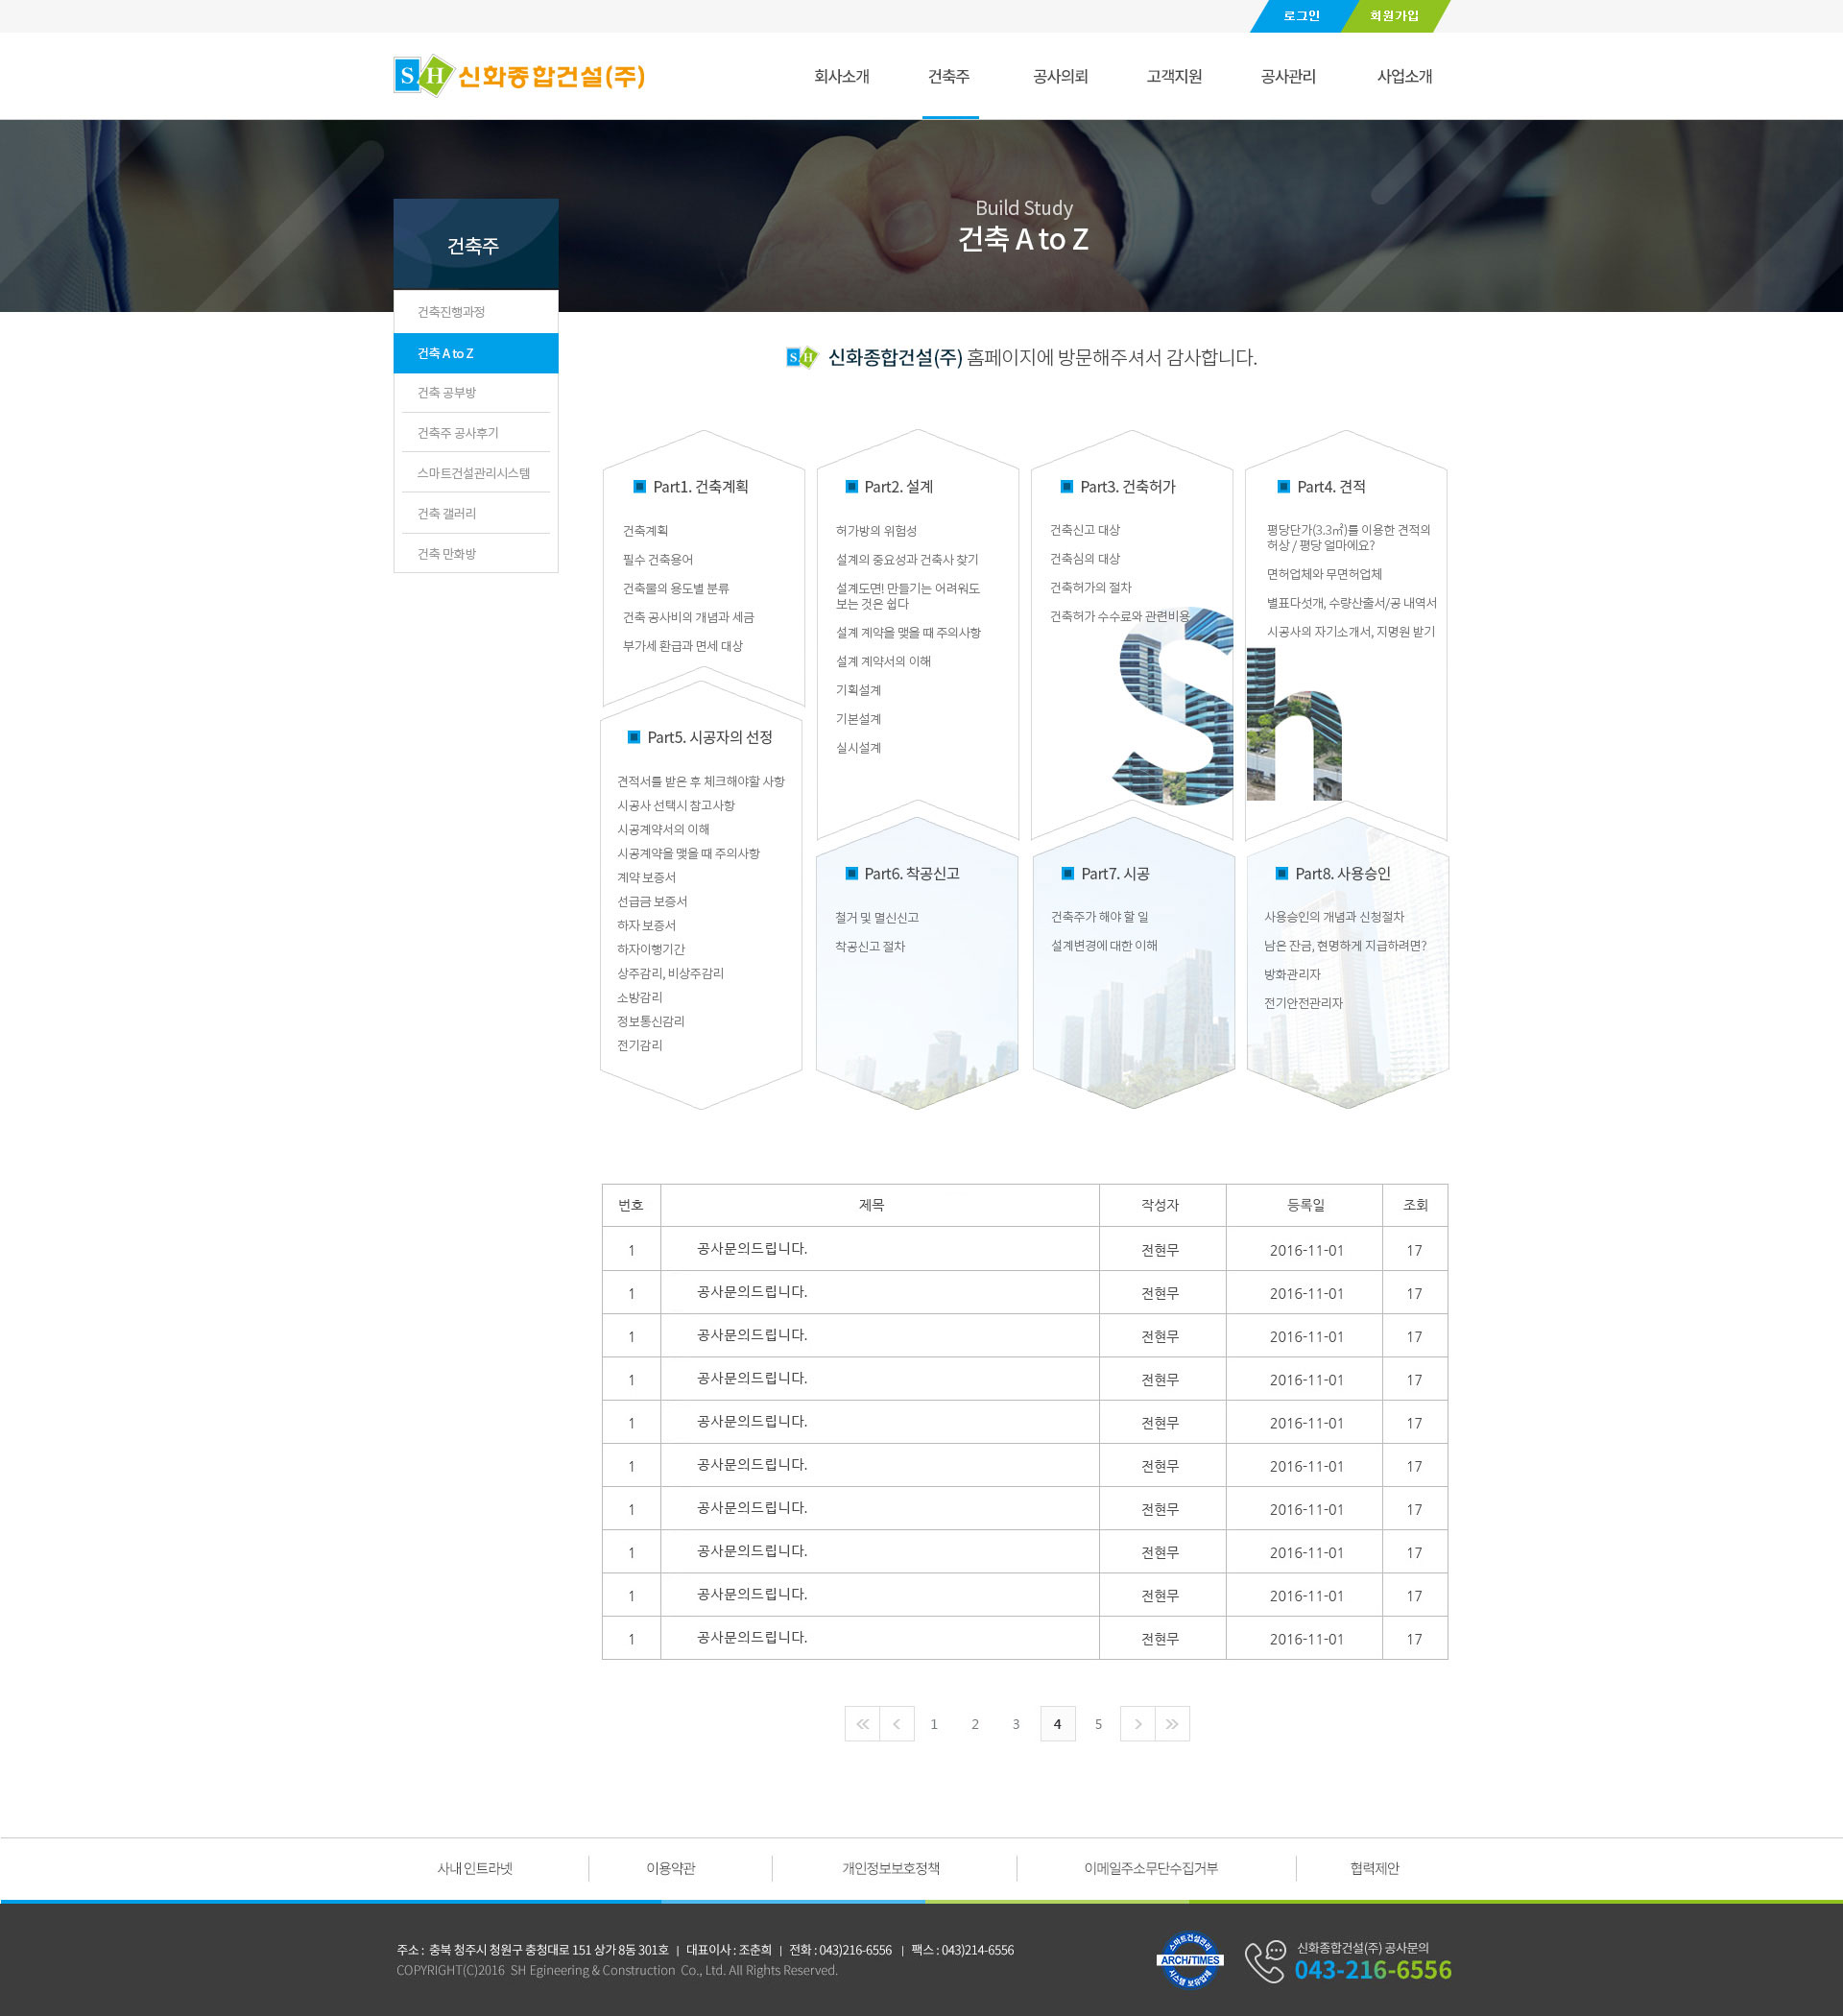 로그인 회원가입
S.H 신화종합건설(주)
회사소개 건축주 공사의뢰 고객지원 공사관리 사업소개
Build Study
건축 A to Z
건축주
건축진행과정
건축 A to Z
건축 공부방
건축주 공사후기
스마트건설관리시스템
건축 갤러리
건축 만화방
S.H 신화종합건설(주) 홈페이지에 방문해주셔서 감사합니다.
Part1. 건축계획
건축계획
필수 건축용어
건축물의 용도별 분류
건축 공사비의 개념과 세금
부가세 환급과 면세 대상
Part2. 설계
허가방의 위험성
설계의 중요성과 건축사 찾기
설계도면! 만들기는 어려워도
보는 것은 쉽다
설계 계약을 맺을 때 주의사항
설계 계약서의 이해
기획설계
기본설계
실시설계
Part3. 건축허가
건축신고 대상
건축심의 대상
건축허가의 절차
건축허가 수수료와 관련비용
Part4. 견적
평당단가(3.3㎡)를 이용한 견적의
허상 / 평당 얼마에요?
면허업체와 무면허업체
별표다섯개, 수량산출서/공 내역서
시공사의 자기소개서, 지명원 받기
Sh
Part5. 시공자의 선정
견적서를 받은 후 체크해야할 사항
시공사 선택시 참고사항
시공계약서의 이해
시공계약을 맺을 때 주의사항
계약 보증서
선급금 보증서
하자 보증서
하자이행기간
상주감리, 비상주감리
소방감리
정보통신감리
전기감리
Part6. 착공신고
철거 및 멸신신고
착공신고 절차
Part7. 시공
건축주가 해야 할 일
설계변경에 대한 이해
Part8. 사용승인
사용승인의 개념과 신청절차
남은 잔금, 현명하게 지급하려면?
방화관리자
전기안전관리자
번호 제목 작성자 등록일 조회
1 공사문의드립니다. 전현무 2016-11-01 17
1 공사문의드립니다. 전현무 2016-11-01 17
1 공사문의드립니다. 전현무 2016-11-01 17
1 공사문의드립니다. 전현무 2016-11-01 17
1 공사문의드립니다. 전현무 2016-11-01 17
1 공사문의드립니다. 전현무 2016-11-01 17
1 공사문의드립니다. 전현무 2016-11-01 17
1 공사문의드립니다. 전현무 2016-11-01 17
1 공사문의드립니다. 전현무 2016-11-01 17
1 공사문의드립니다. 전현무 2016-11-01 17
1 2 3 4 5
사내 인트라넷 이용약관 개인정보보호정책 이메일주소무단수집거부 협력제안
주소 : 충북 청주시 청원구 충청대로 151 상가 8동 301호 | 대표이사 : 조춘희 | 전화 : 043)216-6556 | 팩스 : 043)214-6556
COPYRIGHT(C)2016 SH Egineering & Construction Co., Ltd. All Rights Reserved.
스마트건설관리
ARCHITIMES
시스템 보유업체
신화종합건설(주) 공사문의
043-216-6556